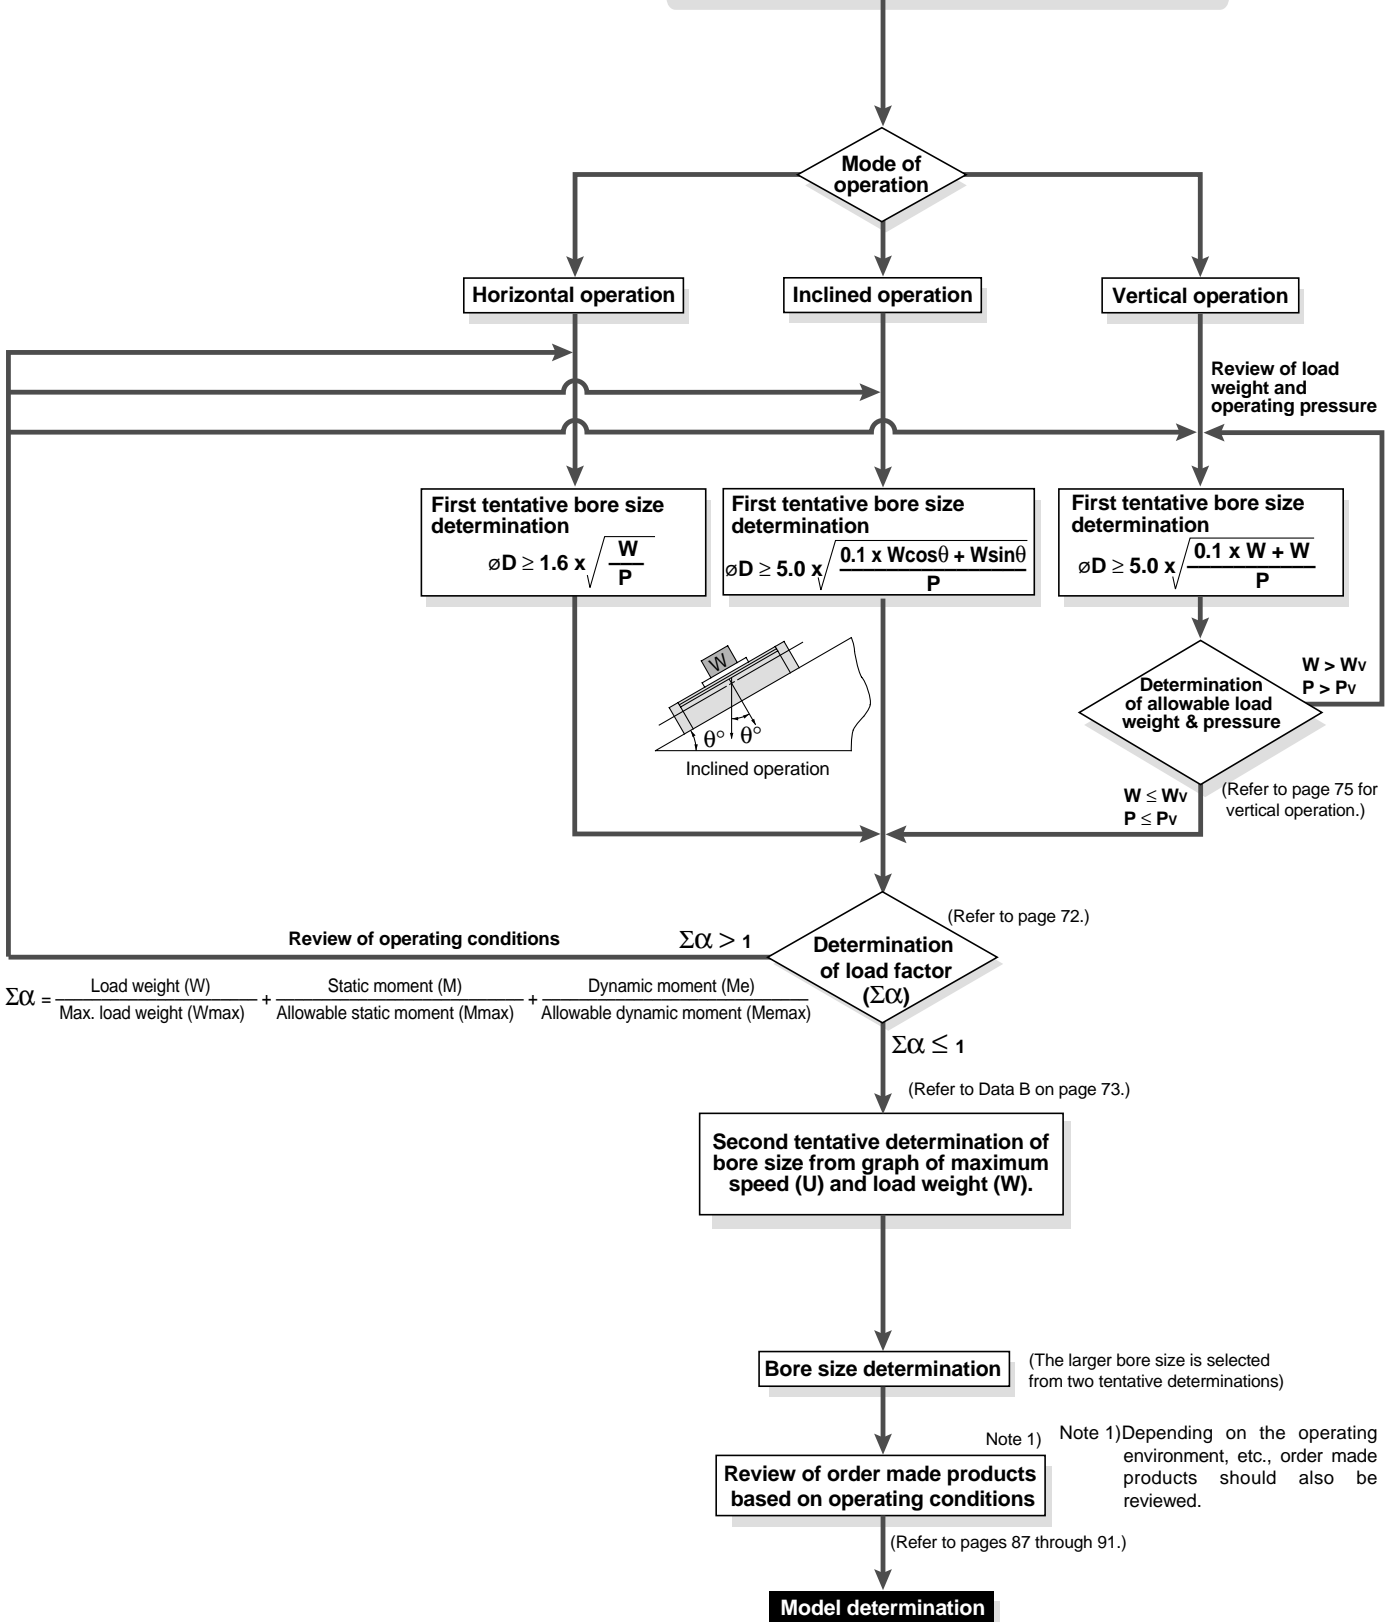 Mode of
operation
Horizontal operation
Inclined operation
Vertical operation
Review of load
weight and
operating pressure
First tentative bore size
determination
øD ≥ 1.6 x √(W/P)
First tentative bore size
determination
øD ≥ 5.0 x √((0.1 x Wcosθ + Wsinθ)/P)
First tentative bore size
determination
øD ≥ 5.0 x √((0.1 x W + W)/P)
W
θ° θ°
Inclined operation
W > Wv
P > Pv
Determination
of allowable load
weight & pressure
W ≤ Wv
P ≤ Pv
(Refer to page 75 for
vertical operation.)
(Refer to page 72.)
Review of operating conditions
Σα > 1
Determination
of load factor
(Σα)
Σα = Load weight (W)/Max. load weight (Wmax) + Static moment (M)/Allowable static moment (Mmax) + Dynamic moment (Me)/Allowable dynamic moment (Memax)
Σα ≤ 1
(Refer to Data B on page 73.)
Second tentative determination of
bore size from graph of maximum
speed (U) and load weight (W).
Bore size determination
(The larger bore size is selected
from two tentative determinations)
Note 1)
Note 1)Depending on the operating
environment, etc., order made
products should also be
reviewed.
Review of order made products
based on operating conditions
(Refer to pages 87 through 91.)
Model determination